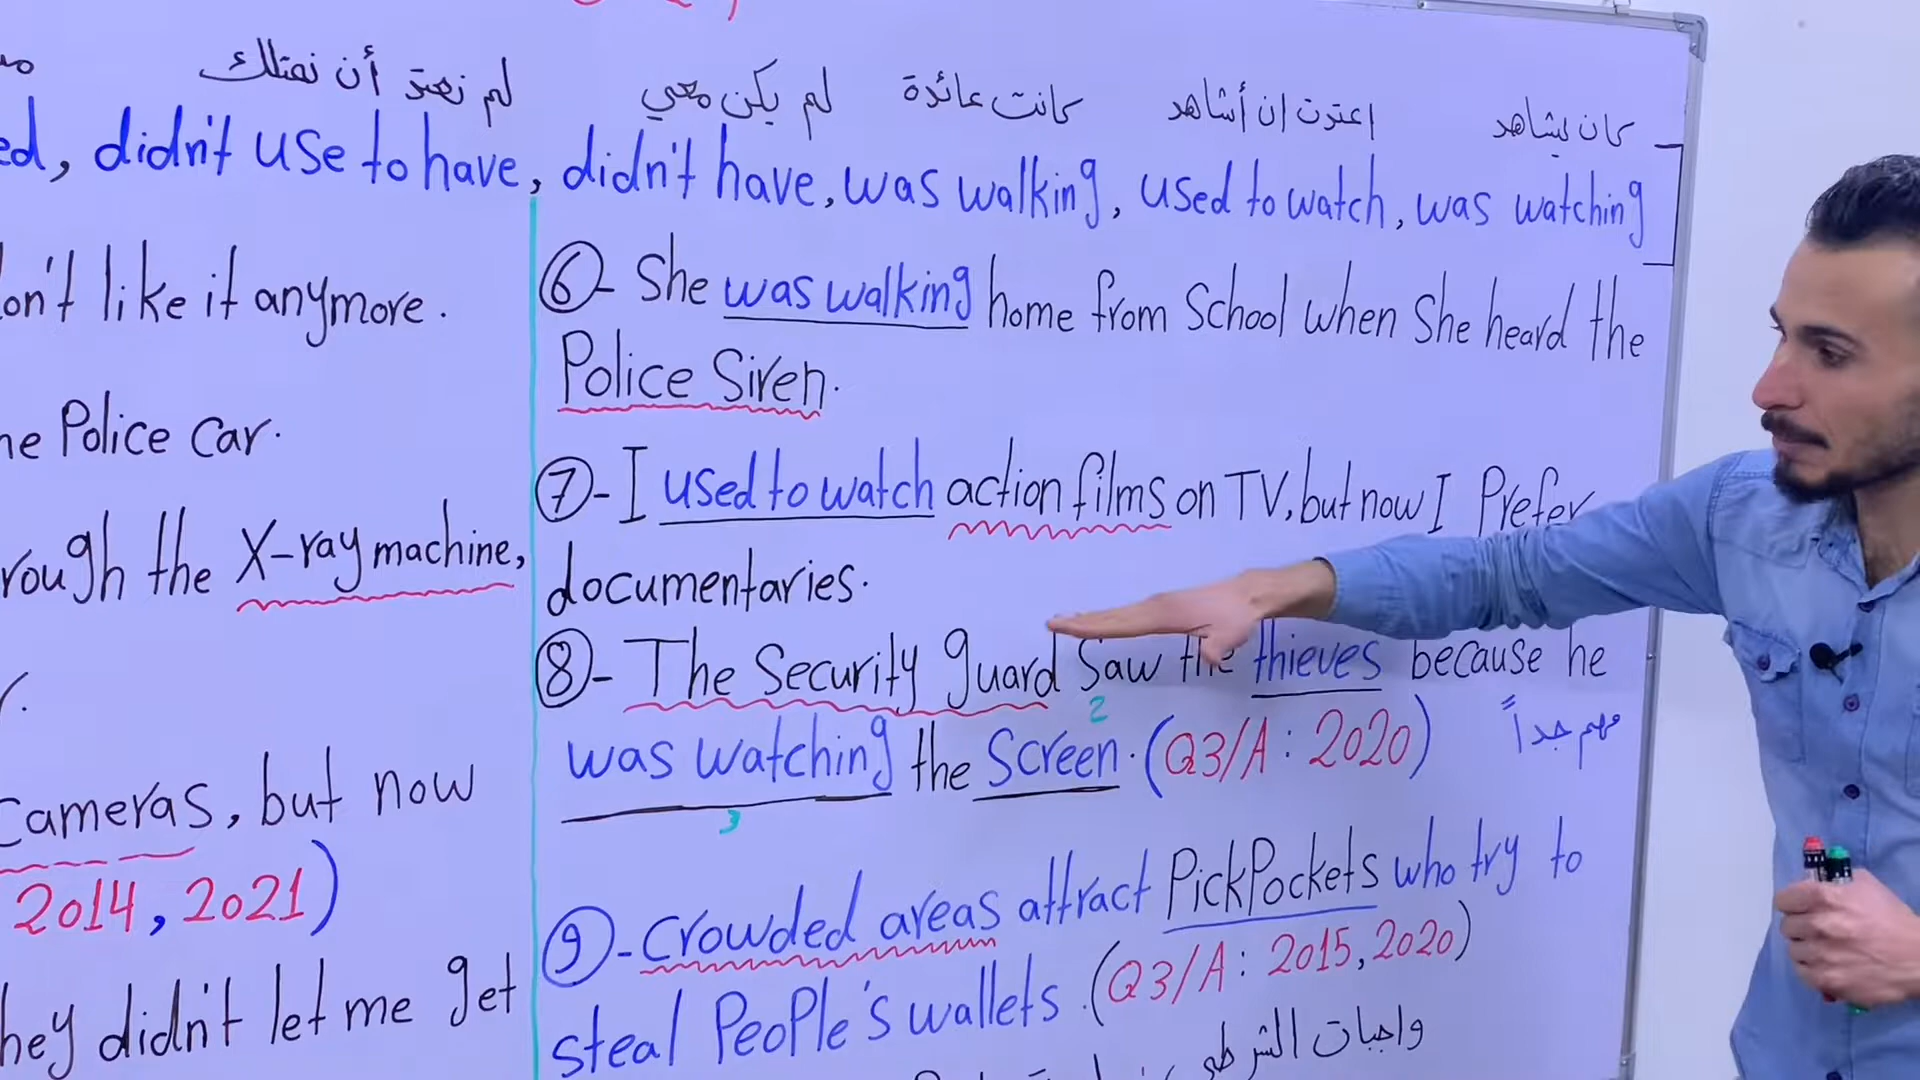 لم نعتد أن نمتلك لم يكن معي كانت عائدة اعتدت ان أشاهد كان يشاهد
ed, didn't use to have, didn't have, was walking, used to watch, was watching
on't like it anymore.
he Police Car.
rough the X-ray machine,
Cameras, but now
2014, 2021)
hey didn't let me get
6- She was walking home from School when She heard the
Police Siren.
7- I used to watch action films on TV, but now I Prefer
documentaries.
8- The Security guard Saw the thieves because he
2
was watching the Screen. (Q3/A: 2020) مهم جداً
3
9- Crowded areas attract PickPockets who try to
steal PeoPle's wallets. (Q3/A: 2015, 2020)
واجبات الشرطي